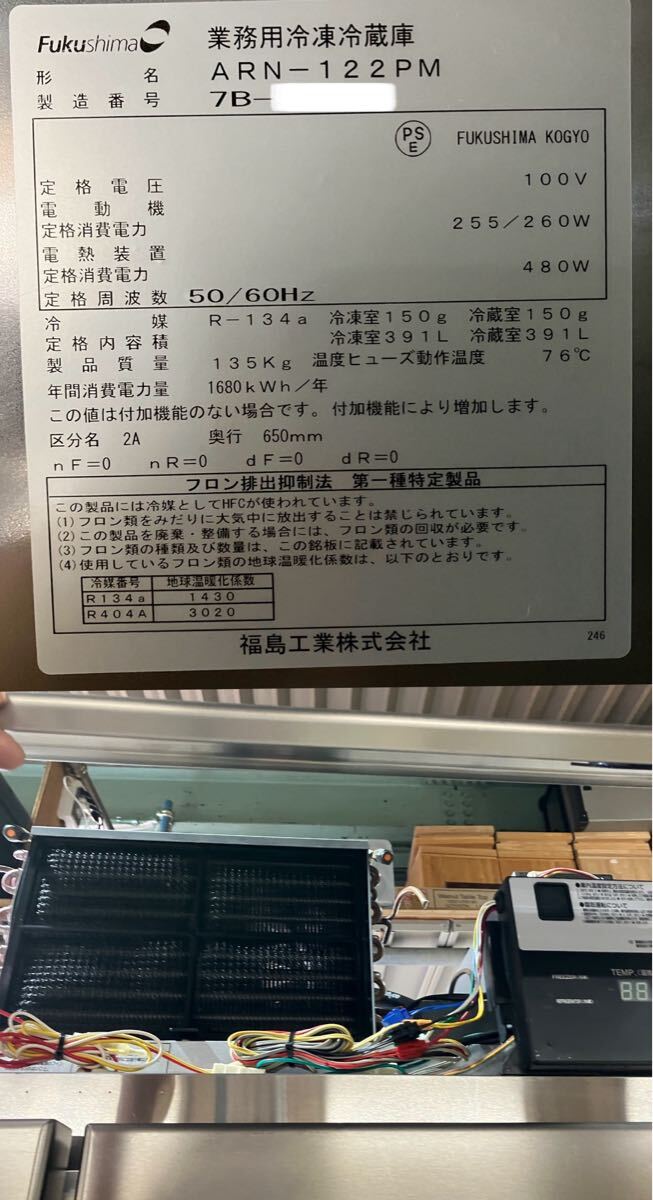 Fukushima 業務用冷凍冷蔵庫
形名 ARN-122PM
製造番号 7B-
PSE FUKUSHIMA KOGYO
定格電圧 100V
電動機
定格消費電力 255/260W
電熱装置
定格消費電力 480W
定格周波数 50/60Hz
冷媒 R-134a 冷凍室150g 冷蔵室150g
定格内容積 冷凍室391L 冷蔵室391L
製品質量 135Kg 温度ヒューズ動作温度 76℃
年間消費電力量 1680kWh/年
この値は付加機能のない場合です。付加機能により増加します。
区分名 2A 奥行 650mm
nF=0 nR=0 dF=0 dR=0
フロン排出抑制法 第一種特定製品
この製品には冷媒としてHFCが使われています。
(1)フロン類をみだりに大気中に放出することは禁じられています。
(2)この製品を廃棄・整備する場合には、フロン類の回収が必要です。
(3)フロン類の種類及び数量は、この銘板に記載されています。
(4)使用しているフロン類の地球温暖化係数は、以下のとおりです。
冷媒番号 地球温暖化係数
R134a 1430
R404A 3020
福島工業株式会社 246
●庫内温度設定方法について
TEMP.